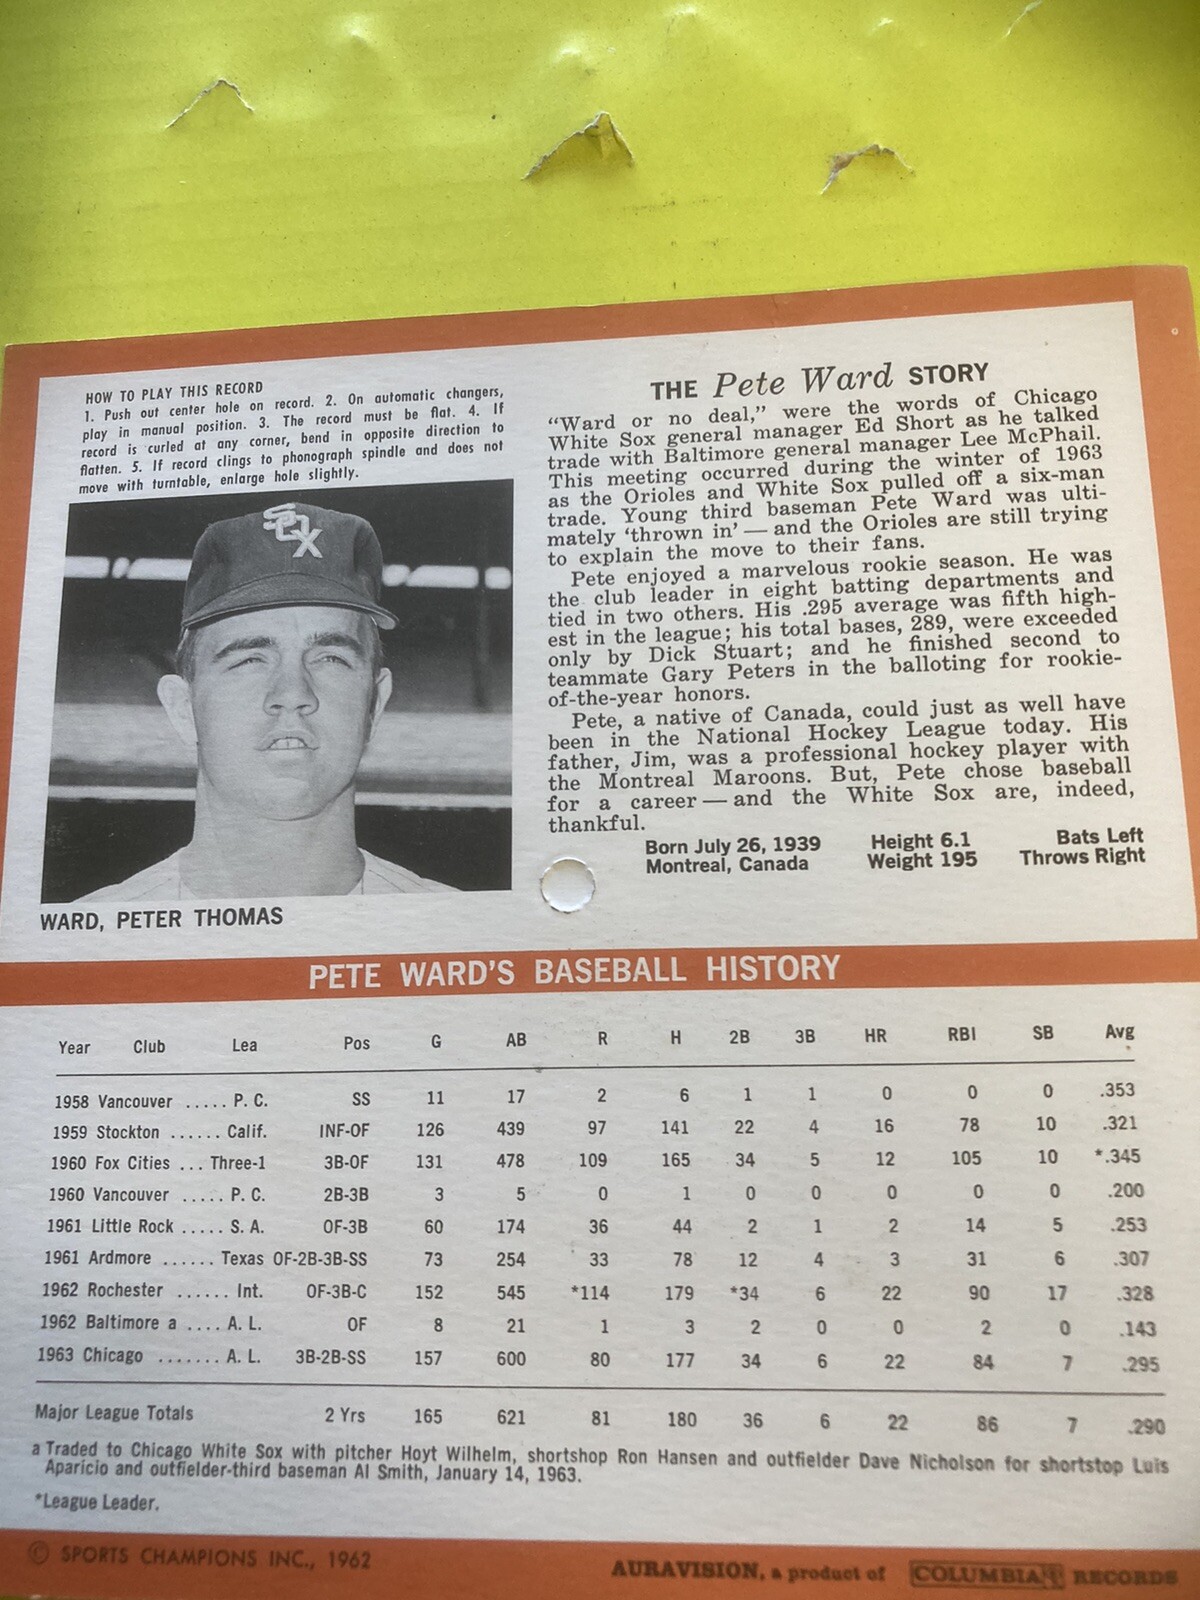 HOW TO PLAY THIS RECORD
1. Push out center hole on record. 2. On automatic changers,
play in manual position. 3. The record must be flat. 4. If
record is curled at any corner, bend in opposite direction to
flatten. 5. If record clings to phonograph spindle and does not
move with turntable, enlarge hole slightly.
SOX
WARD, PETER THOMAS
THE Pete Ward STORY
“Ward or no deal,” were the words of Chicago
White Sox general manager Ed Short as he talked
trade with Baltimore general manager Lee McPhail.
This meeting occurred during the winter of 1963
as the Orioles and White Sox pulled off a six-man
trade. Young third baseman Pete Ward was ulti-
mately ‘thrown in’ — and the Orioles are still trying
to explain the move to their fans.
Pete enjoyed a marvelous rookie season. He was
the club leader in eight batting departments and
tied in two others. His .295 average was fifth high-
est in the league; his total bases, 289, were exceeded
only by Dick Stuart; and he finished second to
teammate Gary Peters in the balloting for rookie-
of-the-year honors.
Pete, a native of Canada, could just as well have
been in the National Hockey League today. His
father, Jim, was a professional hockey player with
the Montreal Maroons. But, Pete chose baseball
for a career — and the White Sox are, indeed,
thankful.
Born July 26, 1939 Height 6.1 Bats Left
Montreal, Canada Weight 195 Throws Right
PETE WARD'S BASEBALL HISTORY
Year Club Lea Pos G AB R H 2B 3B HR RBI SB Avg
1958 Vancouver ..... P. C. SS 11 17 2 6 1 1 0 0 0 .353
1959 Stockton ...... Calif. INF-OF 126 439 97 141 22 4 16 78 10 .321
1960 Fox Cities ... Three-1 3B-OF 131 478 109 165 34 5 12 105 10 *.345
1960 Vancouver ..... P. C. 2B-3B 3 5 0 1 0 0 0 0 0 .200
1961 Little Rock ..... S. A. OF-3B 60 174 36 44 2 1 2 14 5 .253
1961 Ardmore ...... Texas OF-2B-3B-SS 73 254 33 78 12 4 3 31 6 .307
1962 Rochester ...... Int. OF-3B-C 152 545 *114 179 *34 6 22 90 17 .328
1962 Baltimore a .... A. L. OF 8 21 1 3 2 0 0 2 0 .143
1963 Chicago ....... A. L. 3B-2B-SS 157 600 80 177 34 6 22 84 7 .295
Major League Totals 2 Yrs 165 621 81 180 36 6 22 86 7 .290
a Traded to Chicago White Sox with pitcher Hoyt Wilhelm, shortshop Ron Hansen and outfielder Dave Nicholson for shortstop Luis
Aparicio and outfielder-third baseman Al Smith, January 14, 1963.
*League Leader.
© SPORTS CHAMPIONS INC., 1962
AURAVISION, a product of COLUMBIA RECORDS